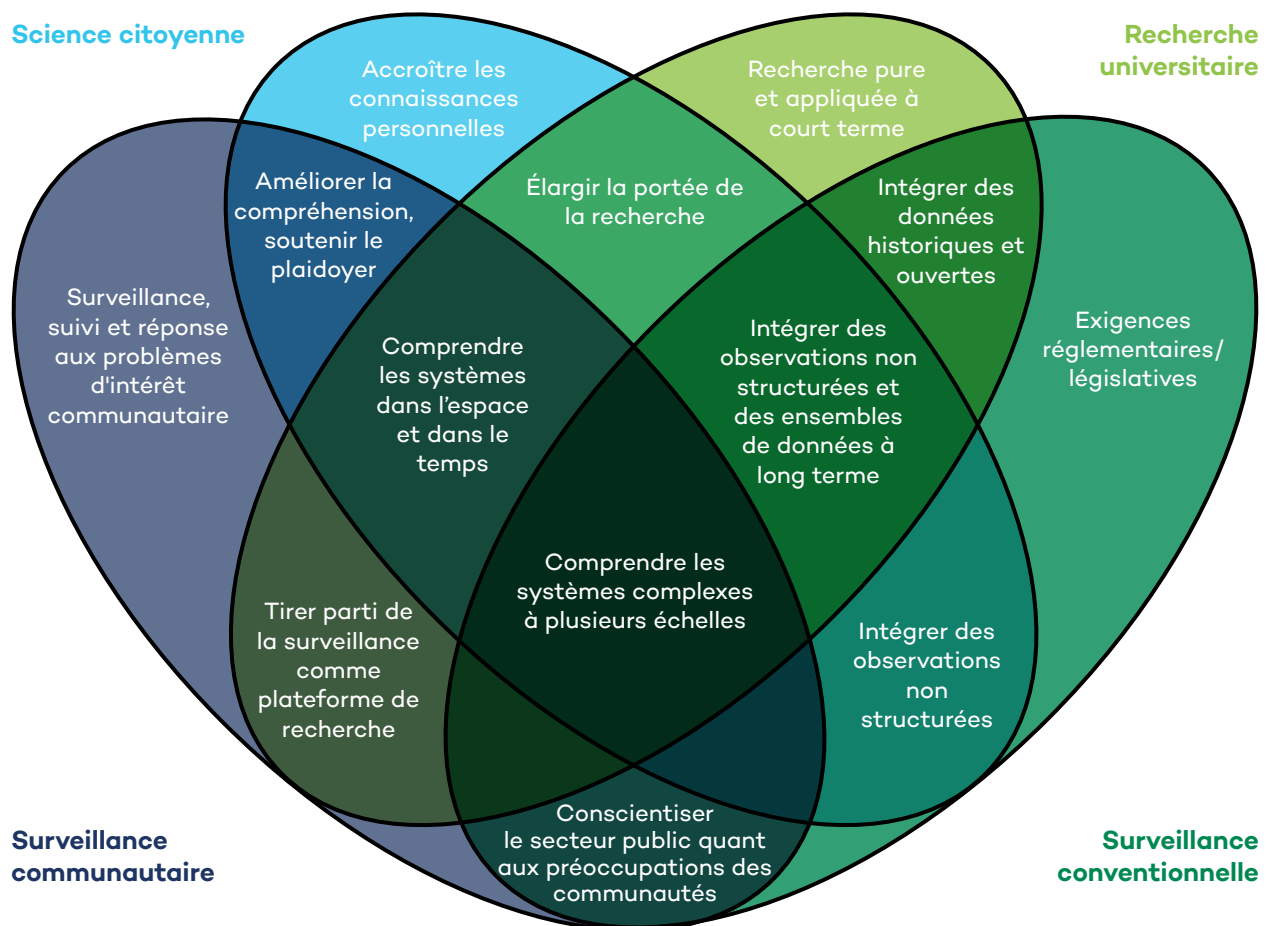 Science citoyenne
Recherche
universitaire
Accroître les
connaissances
personnelles
Recherche pure
et appliquée à
court terme
Améliorer la
compréhension,
soutenir le
plaidoyer
Élargir la portée de
la recherche
Intégrer des
données
historiques et
ouvertes
Surveillance,
suivi et réponse
aux problèmes
d'intérêt
communautaire
Comprendre
les systèmes
dans l’espace
et dans le
temps
Intégrer des
observations non
structurées et
des ensembles
de données à
long terme
Exigences
réglementaires/
législatives
Comprendre les
systèmes complexes
à plusieurs échelles
Tirer parti de
la surveillance
comme
plateforme de
recherche
Intégrer des
observations
non
structurées
Conscientiser
le secteur public quant
aux préoccupations des
communautés
Surveillance
communautaire
Surveillance
conventionnelle